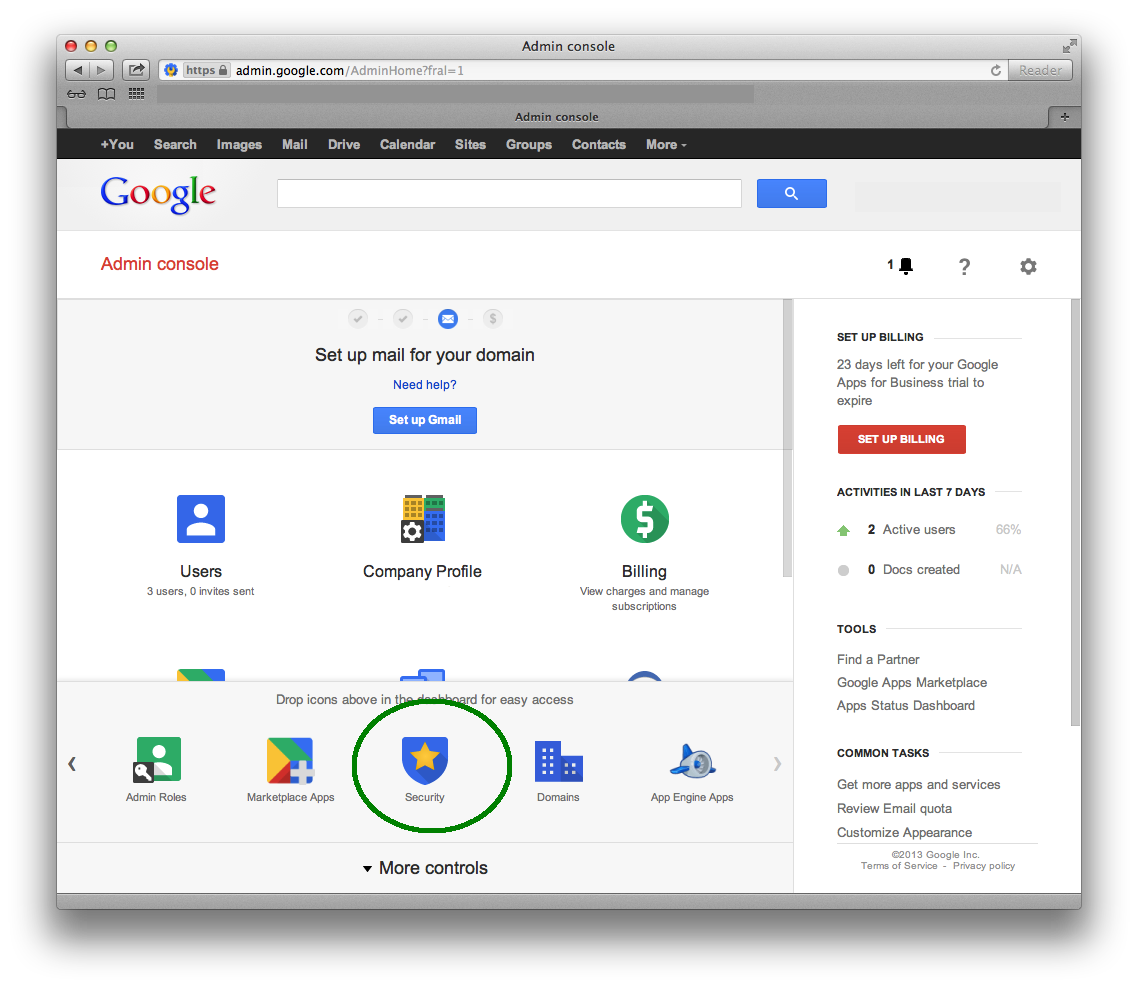 Admin console
https admin.google.com/AdminHome?fral=1
Reader
Admin console
+You Search Images Mail Drive Calendar Sites Groups Contacts More
Google
Admin console
1 ?
$
Set up mail for your domain
Need help?
Set up Gmail
Users
3 users, 0 invites sent
Company Profile
$
Billing
View charges and manage
subscriptions
Drop icons above in the dashboard for easy access
Admin Roles
Marketplace Apps
Security
Domains
App Engine Apps
More controls
SET UP BILLING
23 days left for your Google
Apps for Business trial to
expire
SET UP BILLING
ACTIVITIES IN LAST 7 DAYS
2 Active users 66%
0 Docs created N/A
TOOLS
Find a Partner
Google Apps Marketplace
Apps Status Dashboard
COMMON TASKS
Get more apps and services
Review Email quota
Customize Appearance
©2013 Google Inc.
Terms of Service - Privacy policy